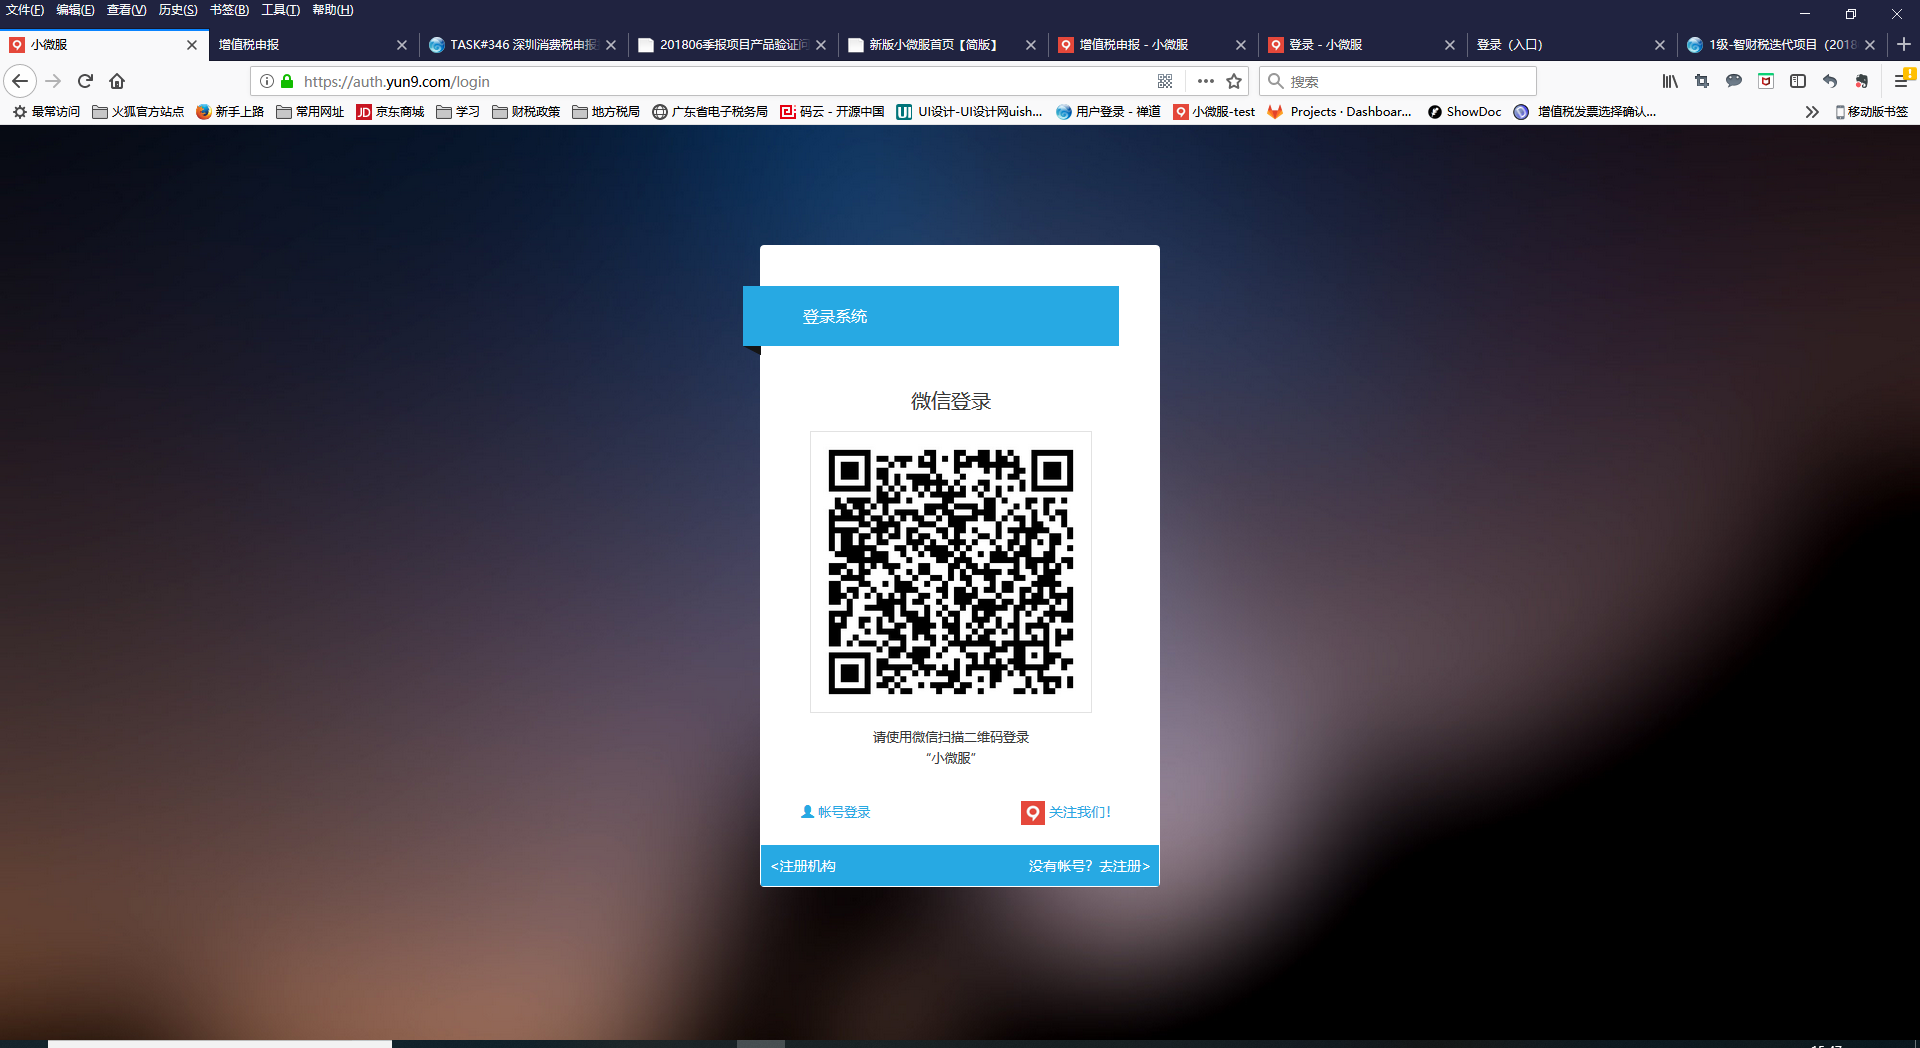 文件(F) 编辑(E) 查看(V) 历史(S) 书签(B) 工具(T) 帮助(H)
小微服 增值税申报 TASK#346 深圳消费税申报 201806季报项目产品验证问 新版小微服首页【简版】 增值税申报 - 小微服 登录 - 小微服 登录（入口） 1级-智财税迭代项目（2018
https://auth.yun9.com/login 搜索
最常访问 火狐官方站点 新手上路 常用网址 JD 京东商城 学习 财税政策 地方税局 广东省电子税务局 码云 - 开源中国 UI设计-UI设计网uish... 用户登录 - 禅道 小微服-test Projects · Dashboar... ShowDoc 增值税发票选择确认... 移动版书签
登录系统
微信登录
请使用微信扫描二维码登录
“小微服”
帐号登录 关注我们！
<注册机构 没有帐号？去注册>